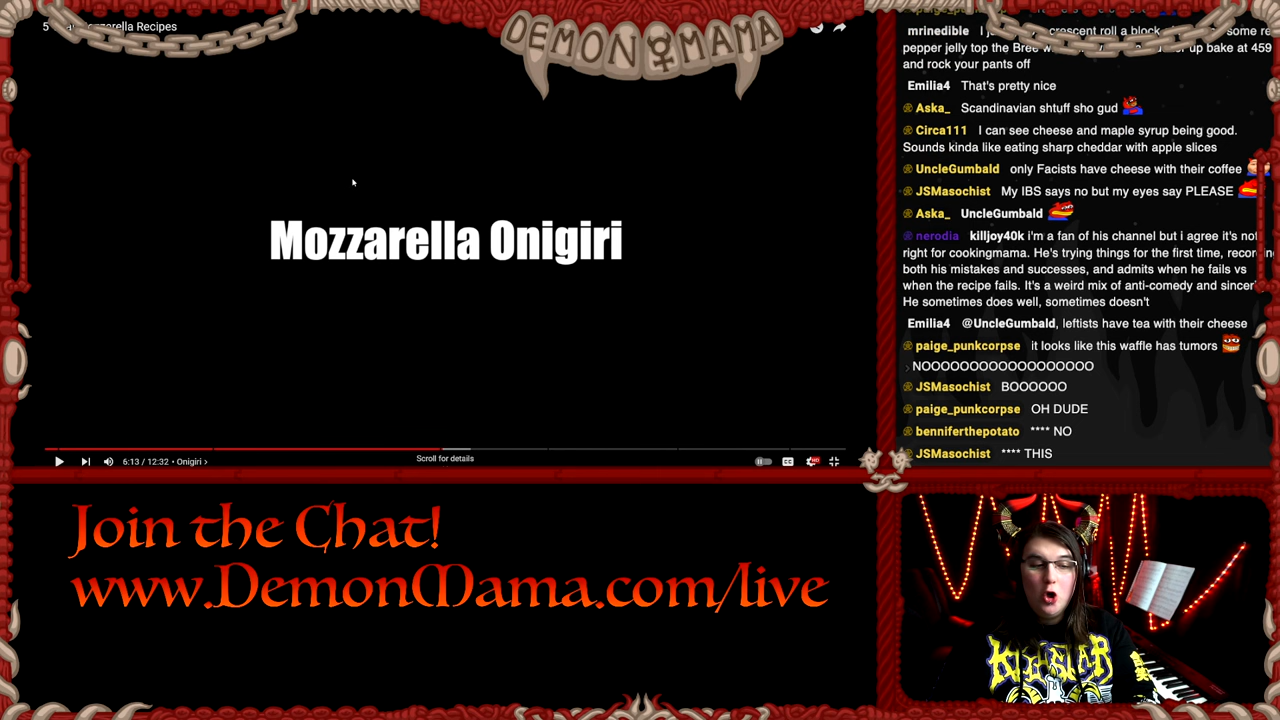 5
Mozzarella Recipes
DEMON MAMA
mrinedible
crescent roll a block
some re
pepper jelly top the Bree
up bake at 459
and rock your pants off
Emilia4 That's pretty nice
Aska_ Scandinavian shtuff sho gud
Circa111 I can see cheese and maple syrup being good.
Sounds kinda like eating sharp cheddar with apple slices
UncleGumbald only Facists have cheese with their coffee
JSMasochist My IBS says no but my eyes say PLEASE
Aska_ UncleGumbald
nerodia killjoy40k i'm a fan of his channel but i agree it's not
right for cookingmama. He's trying things for the first time, recordin
both his mistakes and successes, and admits when he fails vs
when the recipe fails. It's a weird mix of anti-comedy and sincer
He sometimes does well, sometimes doesn't
Emilia4 @UncleGumbald, leftists have tea with their cheese
paige_punkcorpse it looks like this waffle has tumors
> NOOOOOOOOOOOOOOOOOO
JSMasochist BOOOOOO
paige_punkcorpse OH DUDE
benniferthepotato **** NO
JSMasochist **** THIS
Mozzarella Onigiri
6:13 / 12:32 • Onigiri >
Scroll for details
CC
HD
Join the Chat!
www.DemonMama.com/live